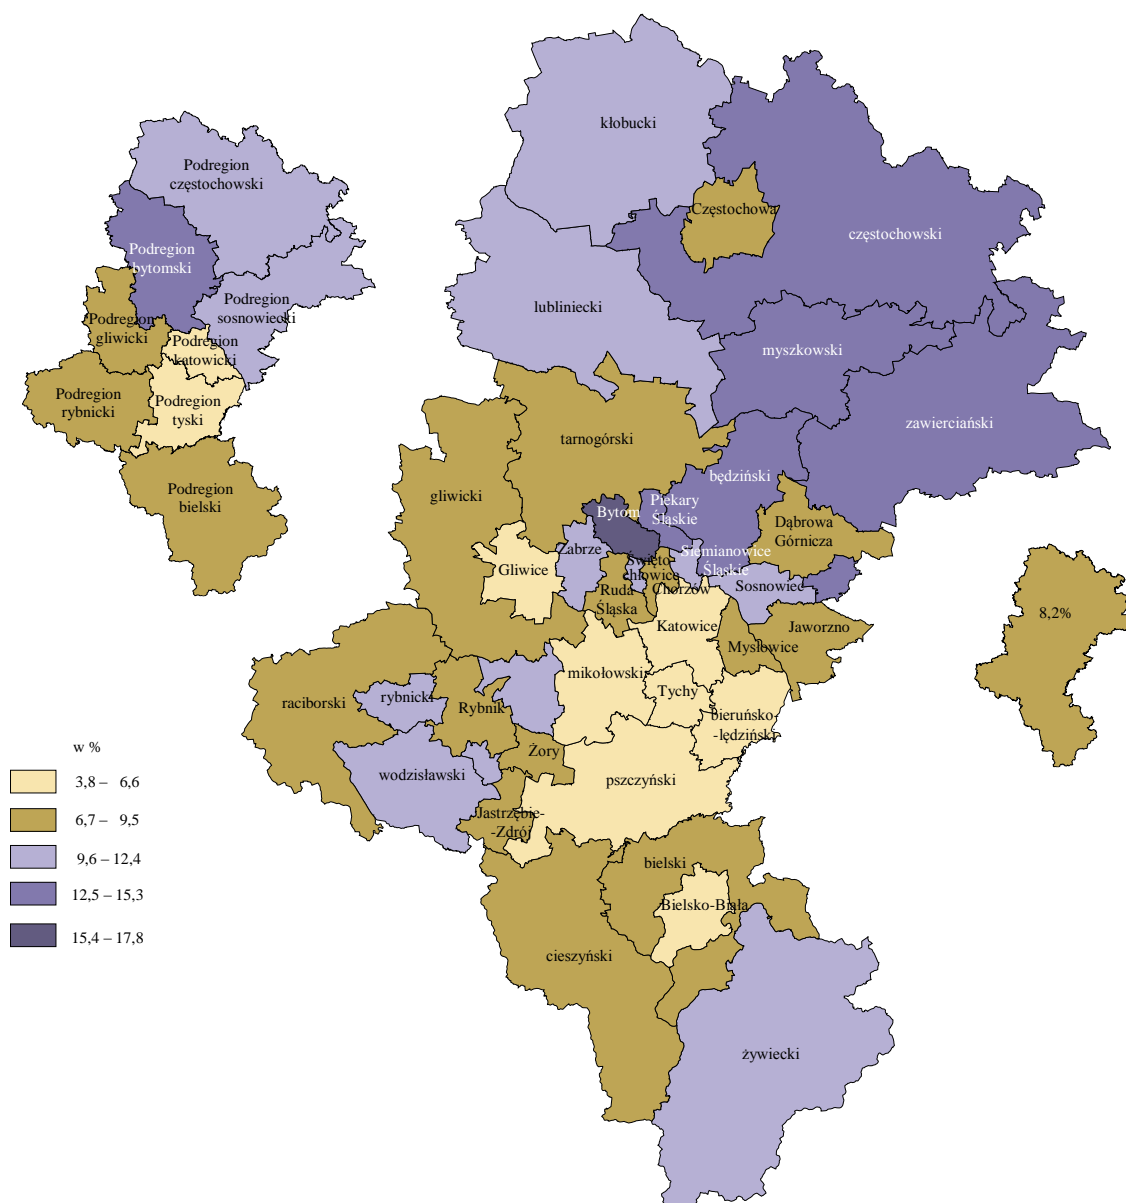 Podregion
częstochowski
Podregion
bytomski
Podregion
sosnowiecki
Podregion
gliwicki
Podregion
katowicki
Podregion
rybnicki
Podregion
tyski
Podregion
bielski
kłobucki
Częstochowa
częstochowski
lubliniecki
myszkowski
zawierciański
tarnogórski
będziński
gliwicki
Piekary
Śląskie
Bytom
Dąbrowa
Górnicza
Zabrze
Siemianowice
Śląskie
Gliwice
Święto-
chłowice
Chorzów
Sosnowiec
Ruda
Śląska
Katowice
Jaworzno
Mysłowice
mikołowski
Tychy
raciborski
rybnicki
Rybnik
bieruńsko-
-lędziński
Żory
wodzisławski
pszczyński
Jastrzębie-
-Zdrój
bielski
Bielsko-Biała
cieszyński
żywiecki
8,2%
w %
3,8 – 6,6
6,7 – 9,5
9,6 – 12,4
12,5 – 15,3
15,4 – 17,8